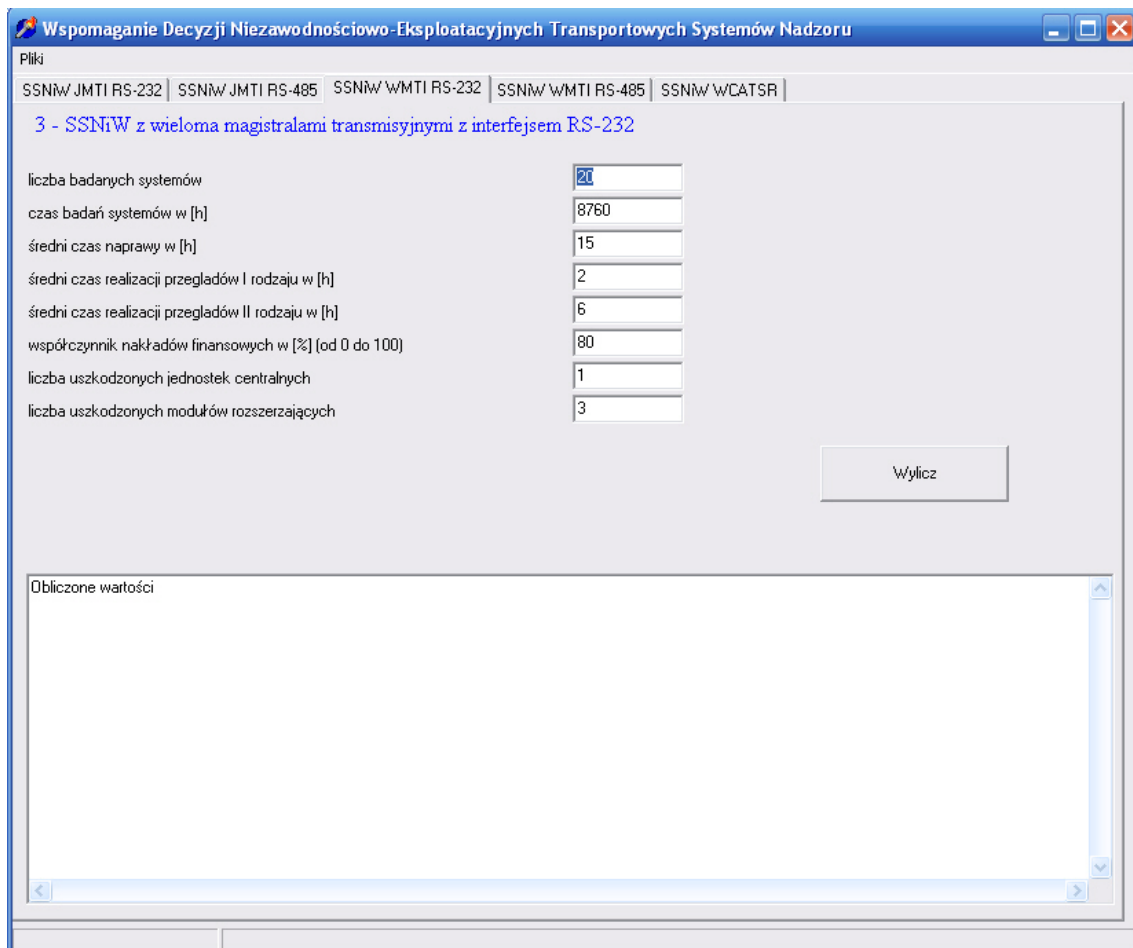 Wspomaganie Decyzji Niezawodnościowo-Eksploatacyjnych Transportowych Systemów Nadzoru
Pliki
SSNiW JMTI RS-232 SSNiW JMTI RS-485 SSNiW WMTI RS-232 SSNiW WMTI RS-485 SSNiW WCATSR
3 - SSNiW z wieloma magistralami transmisyjnymi z interfejsem RS-232
liczba badanych systemów 20
czas badań systemów w [h] 8760
średni czas naprawy w [h] 15
średni czas realizacji przegladów I rodzaju w [h] 2
średni czas realizacji przegladów II rodzaju w [h] 6
współczynnik nakładów finansowych w [%] (od 0 do 100) 80
liczba uszkodzonych jednostek centralnych 1
liczba uszkodzonych modułów rozszerzających 3
Wylicz
Obliczone wartości